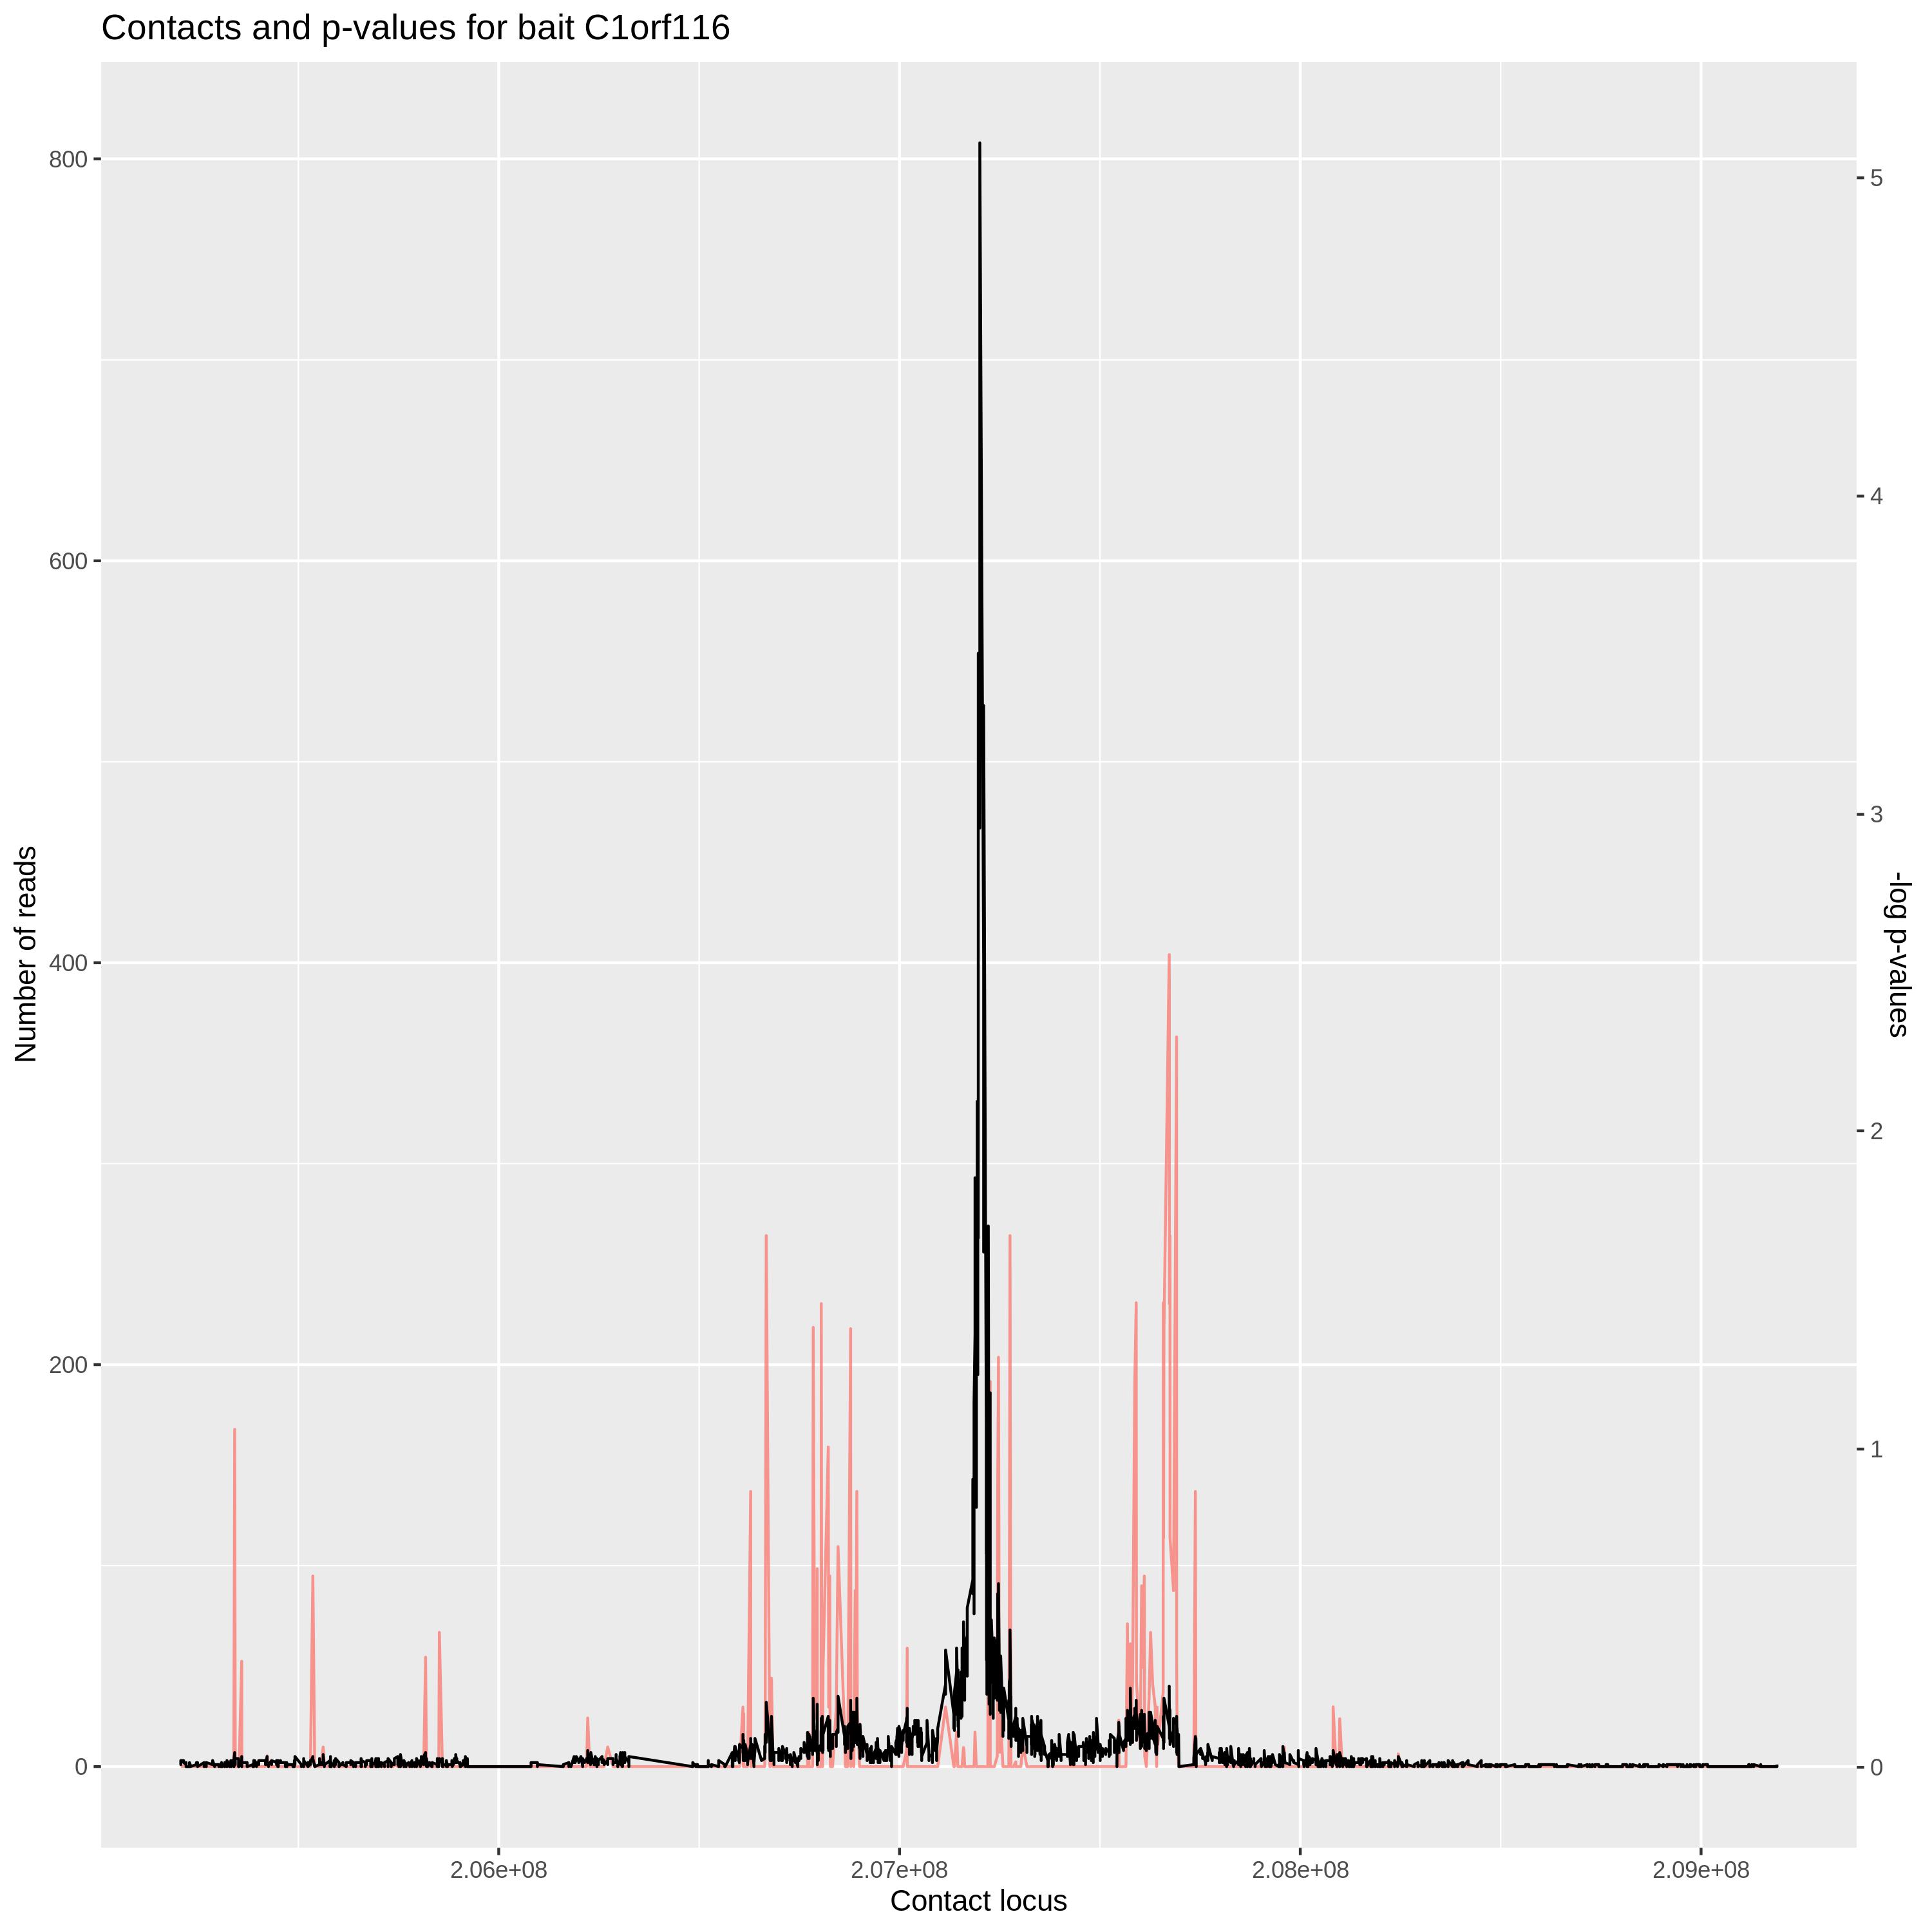 Contacts and p-values for bait C1orf116
800
600
400
200
0
Number of reads
5
4
3
2
1
0
-log p-values
2.06e+08 2.07e+08 2.08e+08 2.09e+08
Contact locus